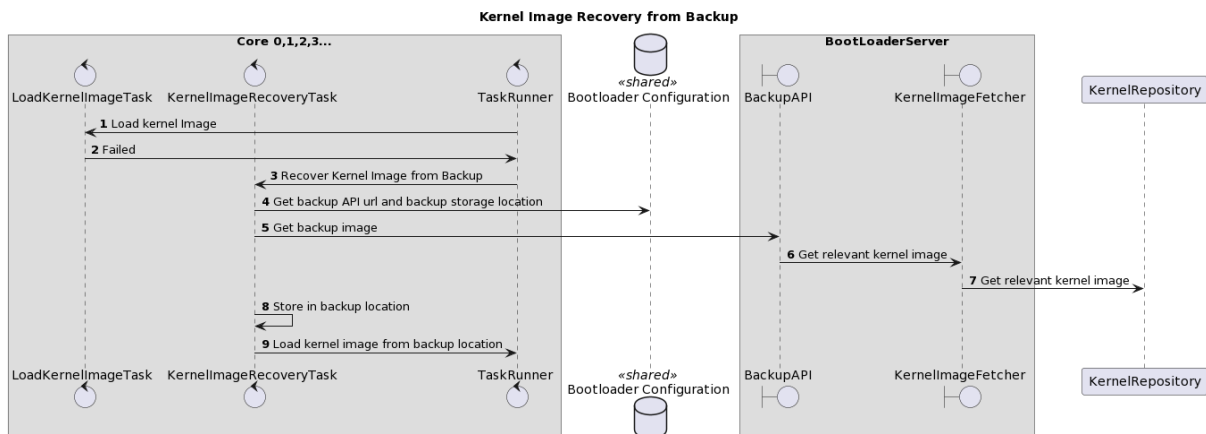 Kernel Image Recovery from Backup
Core 0,1,2,3...
BootLoaderServer
LoadKernelImageTask
KernelImageRecoveryTask
TaskRunner
«shared»
Bootloader Configuration
BackupAPI
KernelImageFetcher
KernelRepository
1 Load kernel Image
2 Failed
3 Recover Kernel Image from Backup
4 Get backup API url and backup storage location
5 Get backup image
6 Get relevant kernel image
7 Get relevant kernel image
8 Store in backup location
9 Load kernel image from backup location
LoadKernelImageTask
KernelImageRecoveryTask
TaskRunner
«shared»
Bootloader Configuration
BackupAPI
KernelImageFetcher
KernelRepository